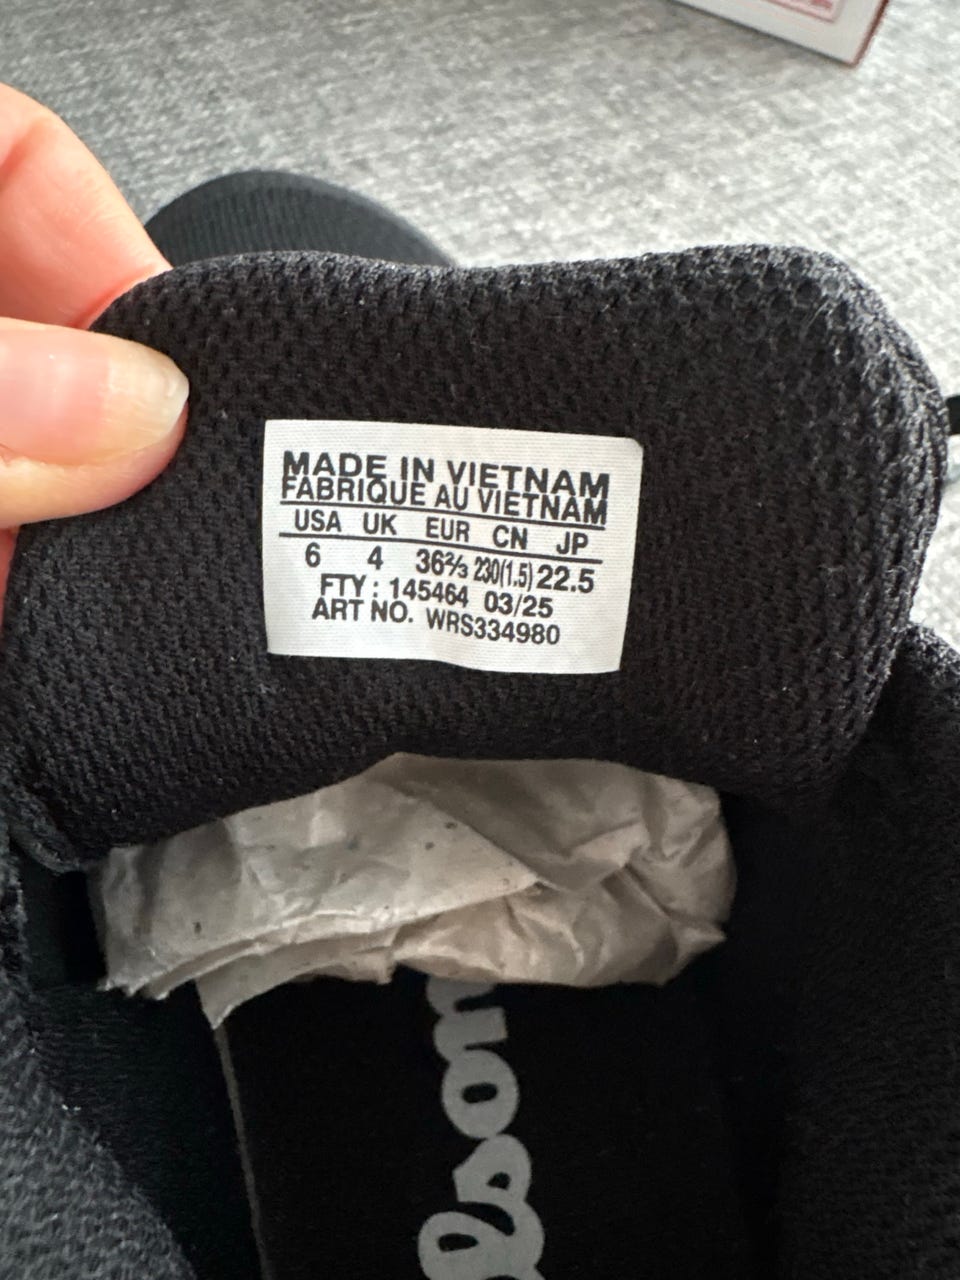 MADE IN VIETNAM
FABRIQUE AU VIETNAM
USA UK EUR CN JP
6 4 36⅔ 230(1.5) 22.5
FTY: 145464 03/25
ART NO. WRS334980